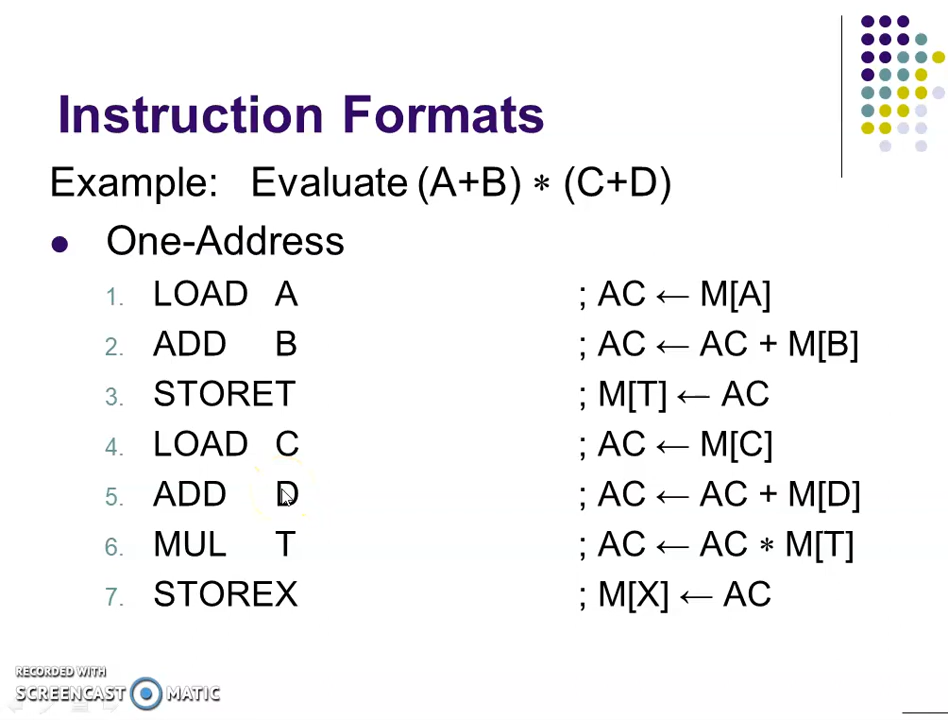 Instruction Formats
Example: Evaluate (A+B) ∗ (C+D)
● One-Address
1. LOAD A ; AC ← M[A]
2. ADD B ; AC ← AC + M[B]
3. STORET ; M[T] ← AC
4. LOAD C ; AC ← M[C]
5. ADD D ; AC ← AC + M[D]
6. MUL T ; AC ← AC ∗ M[T]
7. STOREX ; M[X] ← AC
RECORDED WITH
SCREENCAST MATIC